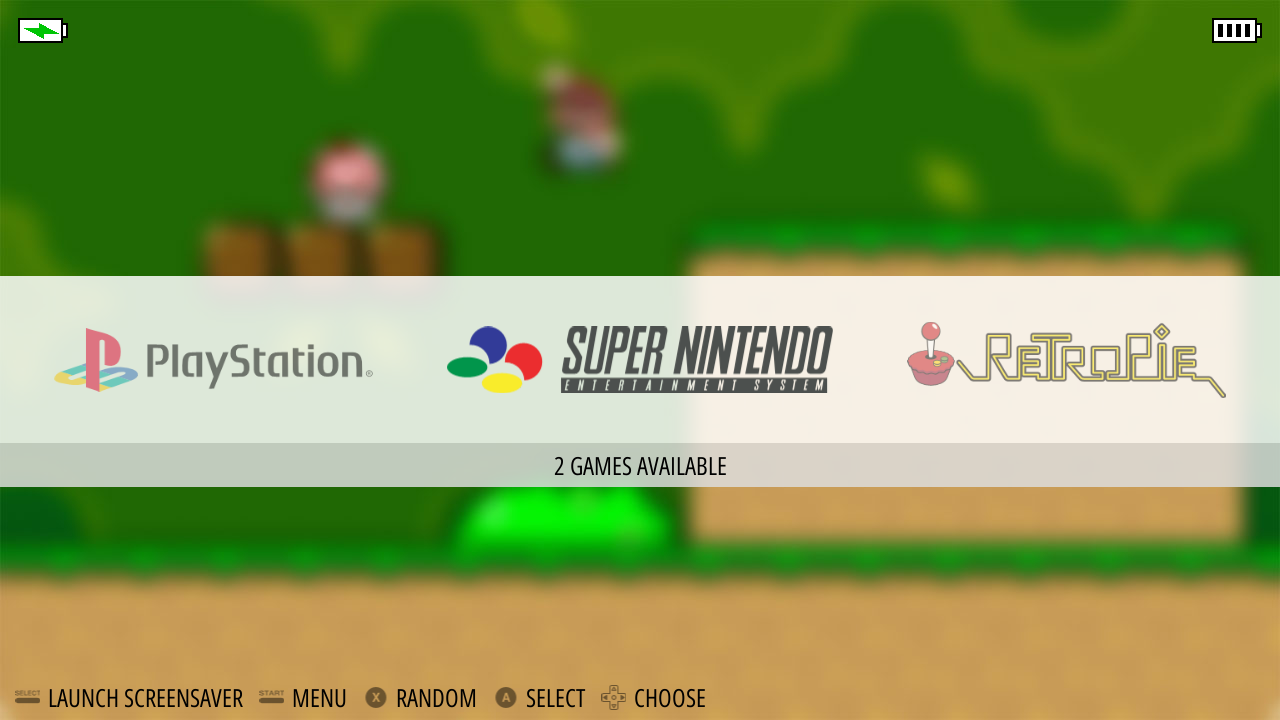 PlayStation®
SUPER NINTENDO
ENTERTAINMENT SYSTEM
RETROPIE
2 GAMES AVAILABLE
SELECT LAUNCH SCREENSAVER START MENU X RANDOM A SELECT CHOOSE